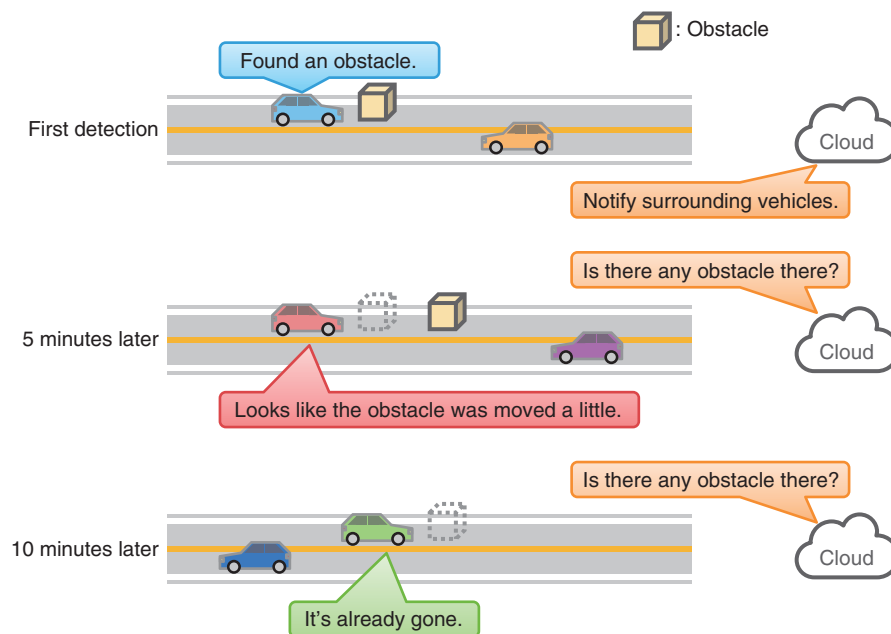 : Obstacle
Found an obstacle.
First detection
Cloud
Notify surrounding vehicles.
Is there any obstacle there?
5 minutes later
Cloud
Looks like the obstacle was moved a little.
Is there any obstacle there?
10 minutes later
Cloud
It's already gone.